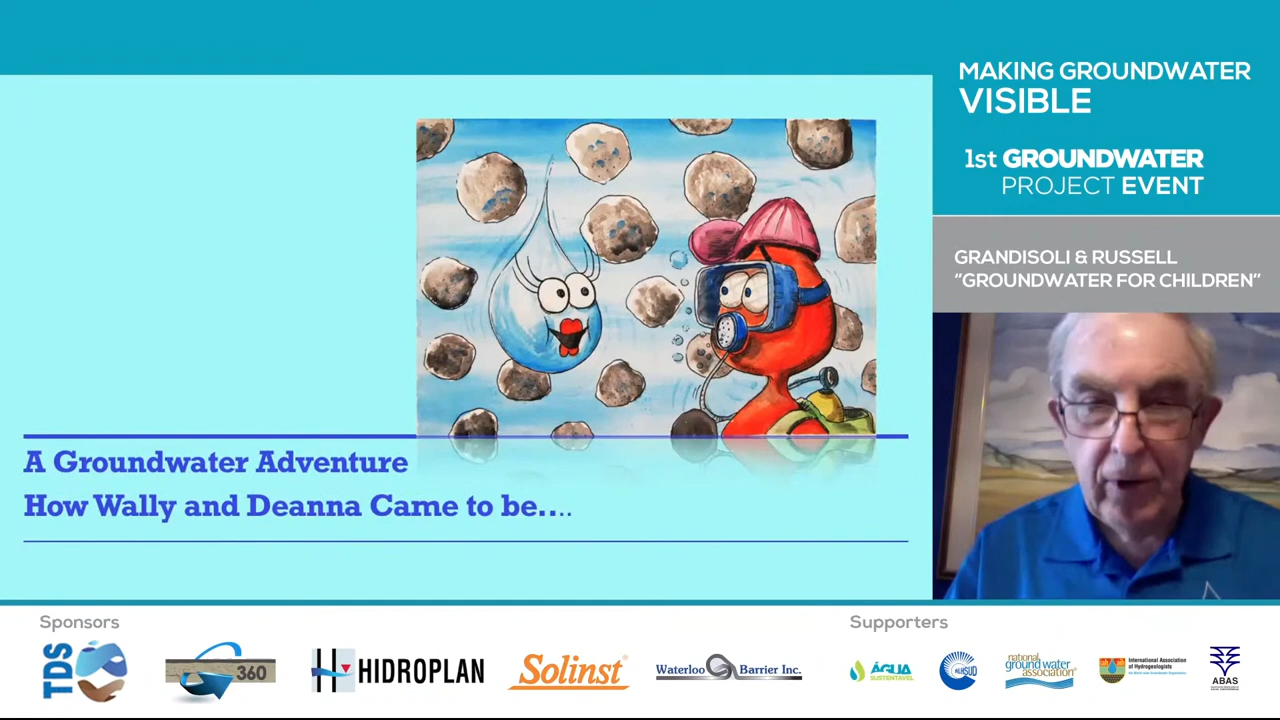 MAKING GROUNDWATER
VISIBLE
1st GROUNDWATER
PROJECT EVENT
GRANDISOLI & RUSSELL
“GROUNDWATER FOR CHILDREN”
A Groundwater Adventure
How Wally and Deanna Came to be....
Sponsors
TDS
360
HIDROPLAN
Solinst®
Waterloo Barrier Inc.
Supporters
ÁGUA
SUSTENTÁVEL
national
ground water
association
International Association
of Hydrogeologists
ABAS